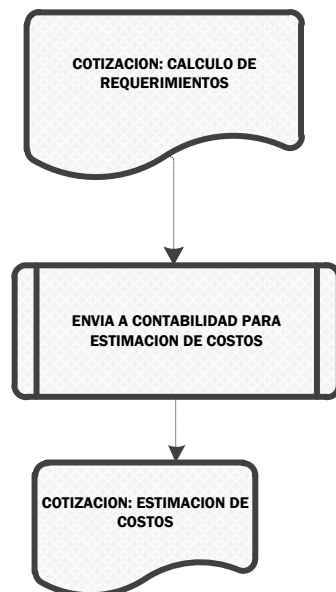 COTIZACION: CALCULO DE
REQUERIMIENTOS
ENVIA A CONTABILIDAD PARA
ESTIMACION DE COSTOS
COTIZACION: ESTIMACION DE
COSTOS